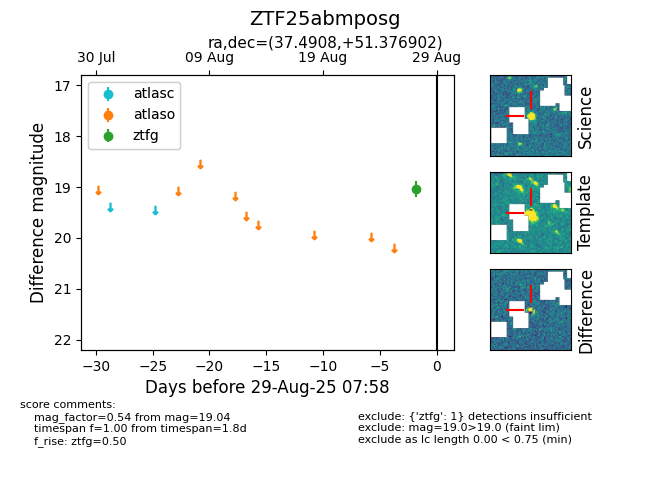 ZTF25abmposg
ra,dec=(37.4908,+51.376902)
30 Jul 09 Aug 19 Aug 29 Aug
atlasc
atlaso
ztfg
17
18
19
20
21
22
Difference magnitude
−30 −25 −20 −15 −10 −5 0
Days before 29-Aug-25 07:58
Science
Template
Difference
score comments:
mag_factor=0.54 from mag=19.04
timespan f=1.00 from timespan=1.8d
f_rise: ztfg=0.50
exclude: {'ztfg': 1} detections insufficient
exclude: mag=19.0>19.0 (faint lim)
exclude as lc length 0.00 < 0.75 (min)